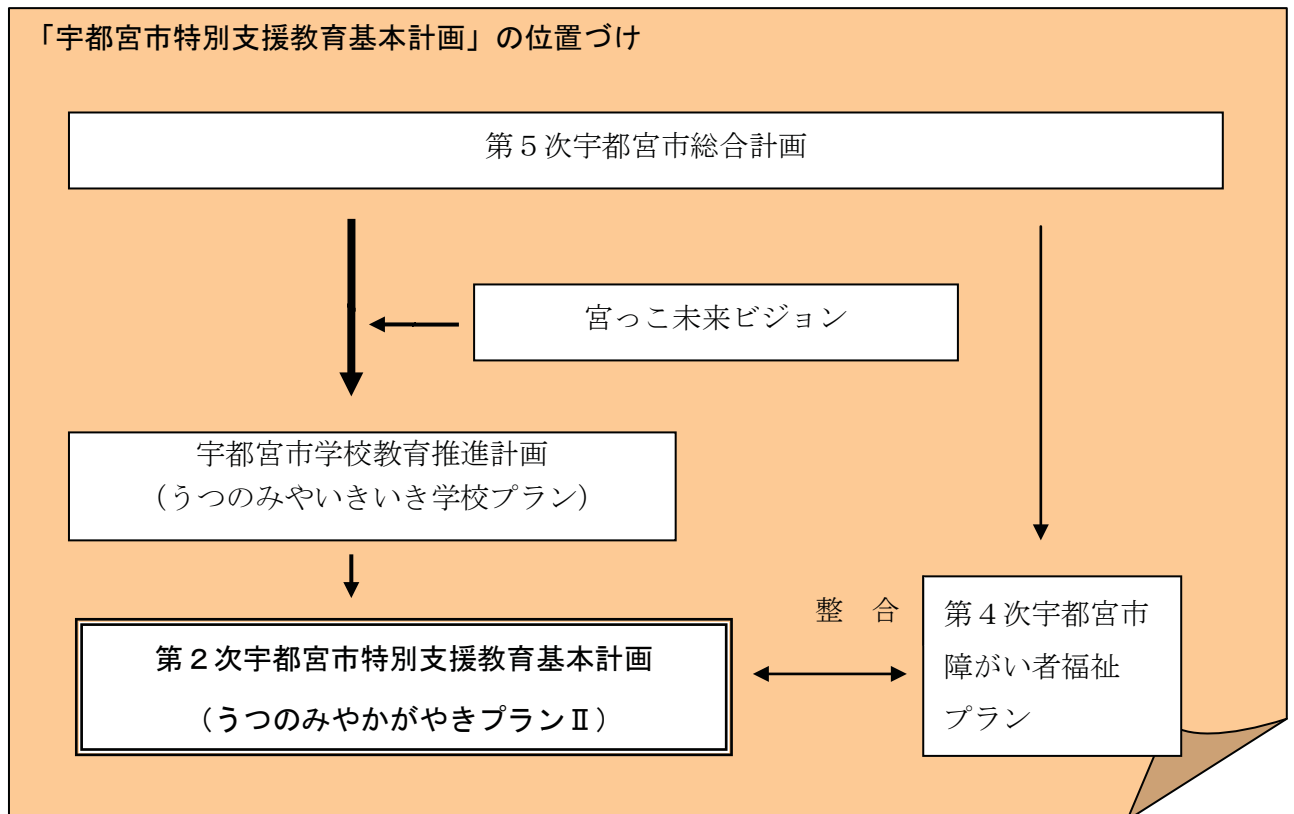 「宇都宮市特別支援教育基本計画」の位置づけ
第５次宇都宮市総合計画
宮っこ未来ビジョン
宇都宮市学校教育推進計画
（うつのみやいきいき学校プラン）
整　合
第２次宇都宮市特別支援教育基本計画
（うつのみやかがやきプランⅡ）
第４次宇都宮市
障がい者福祉
プラン